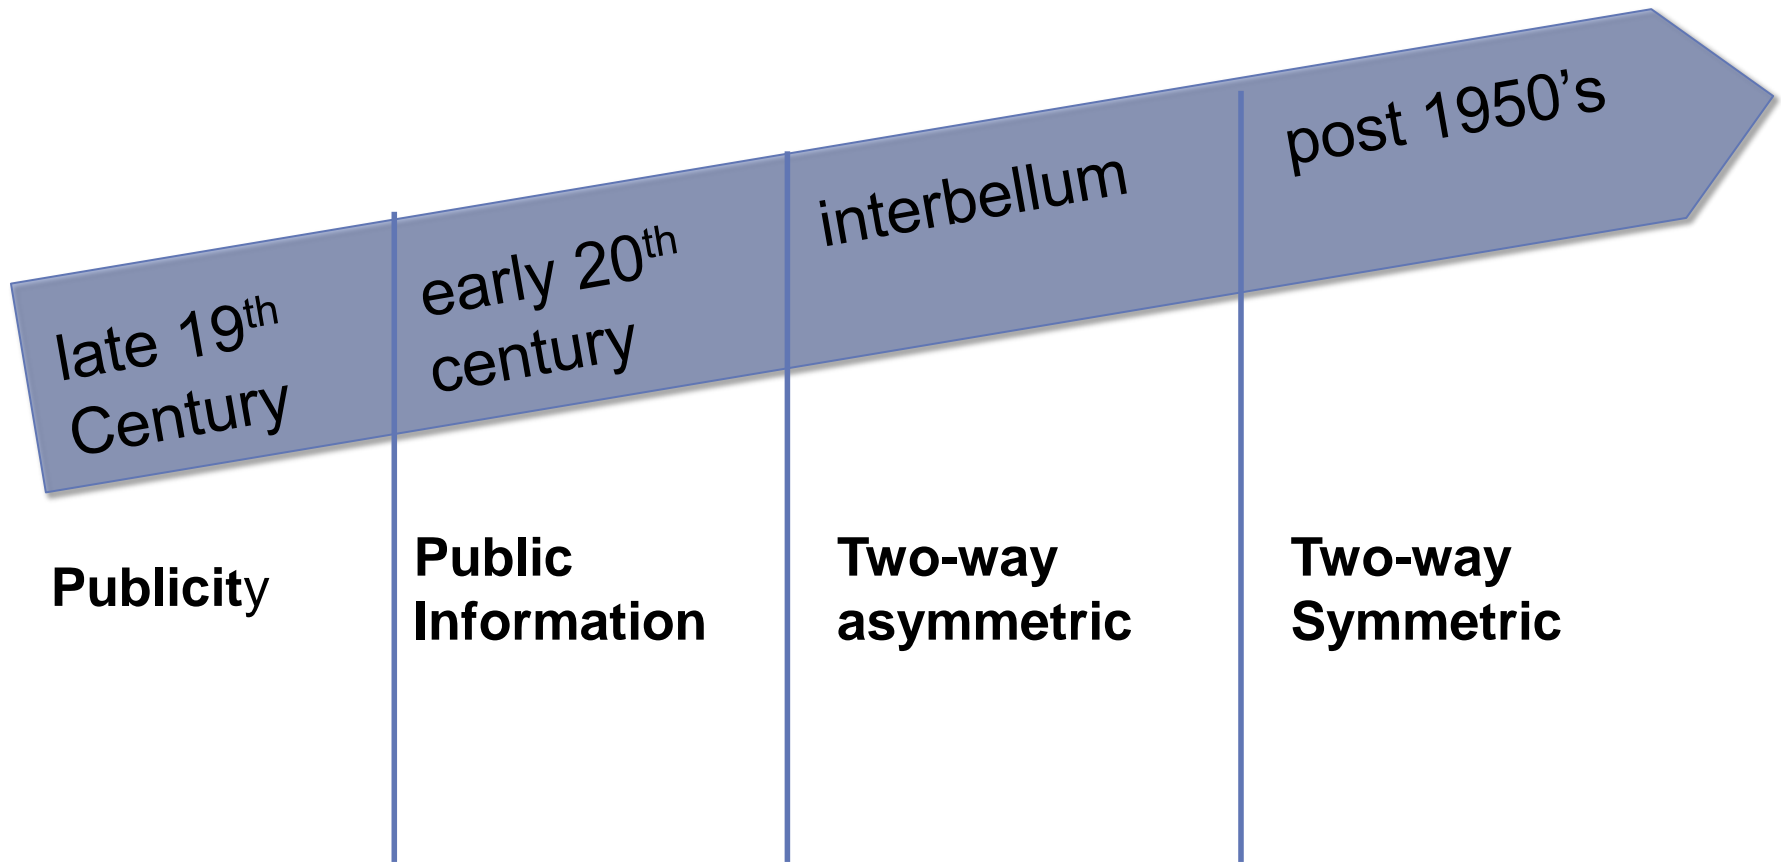 late 19th
Century
early 20th
century
interbellum
post 1950’s
Publicity
Public
Information
Two-way
asymmetric
Two-way
Symmetric